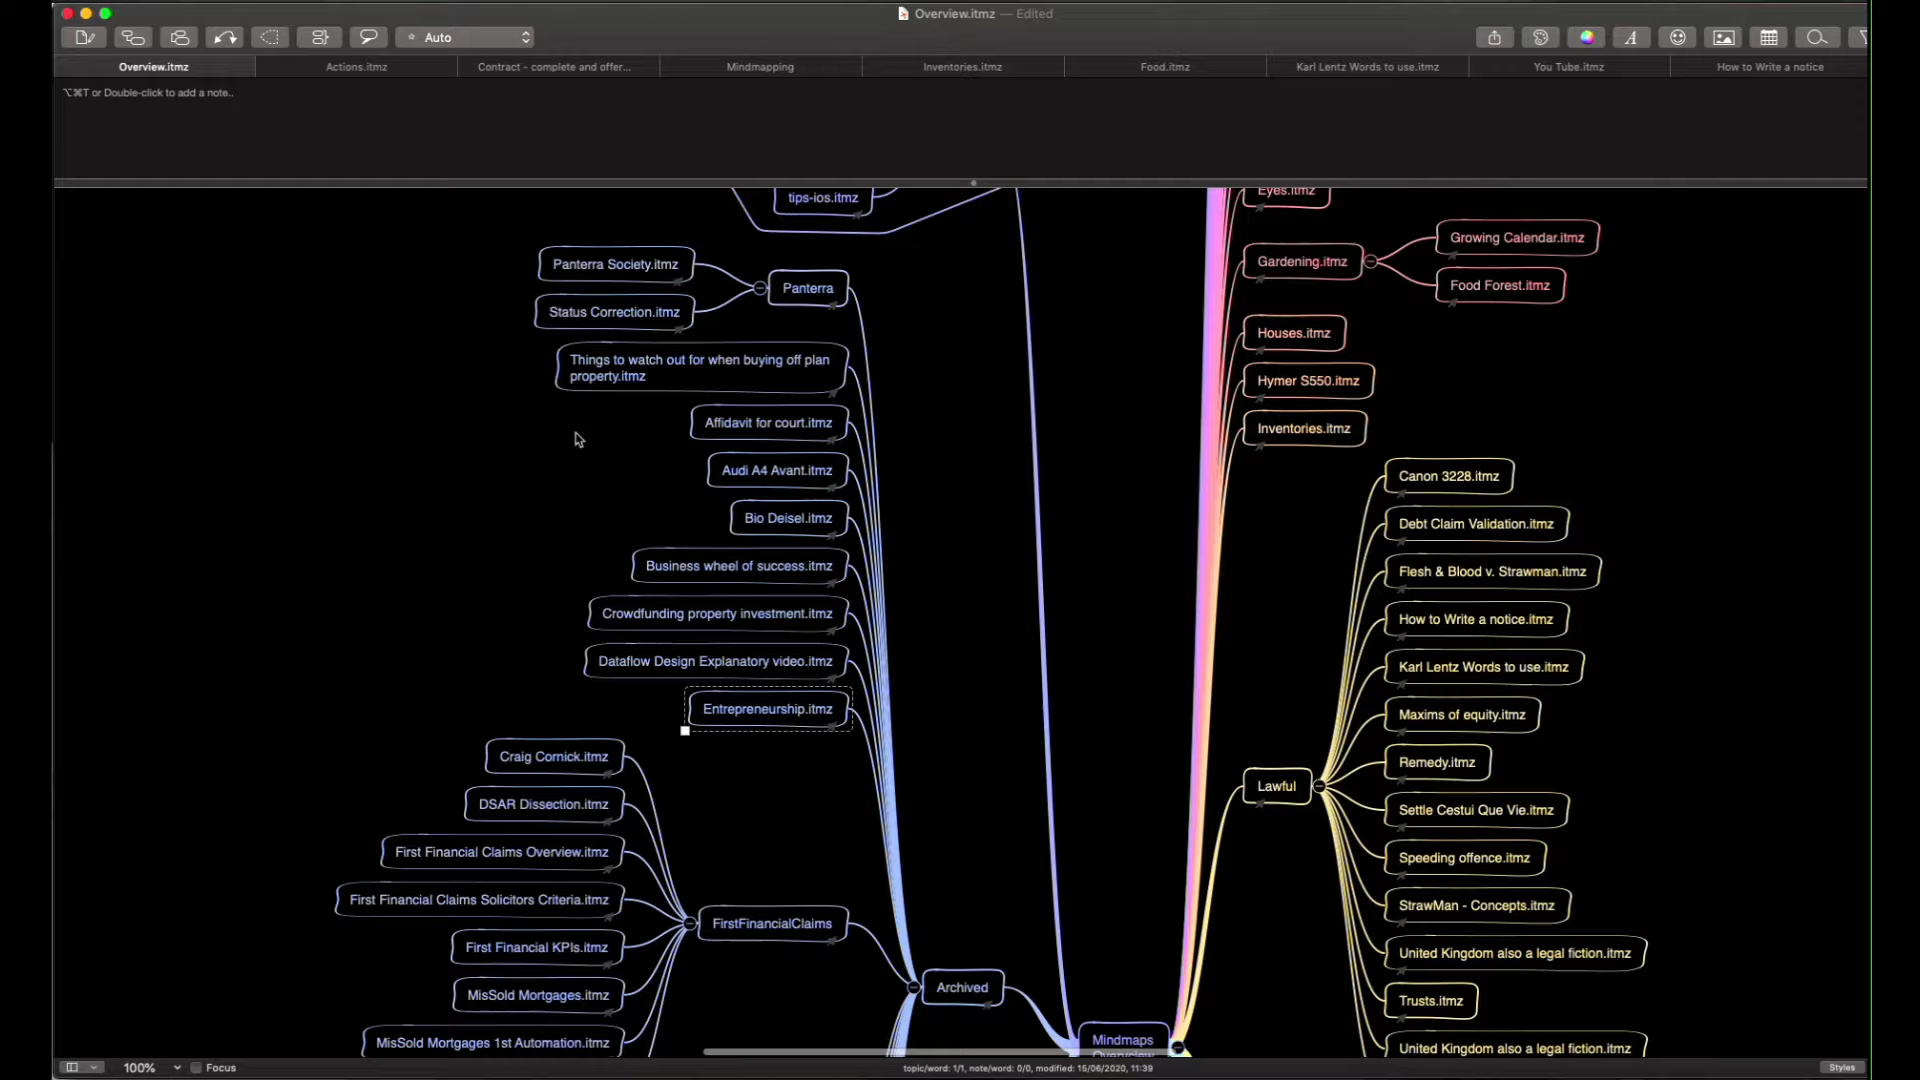 Overview.itmz — Edited
Auto
Overview.itmz
Actions.itmz
Contract - complete and offer...
Mindmapping
Inventories.itmz
Food.itmz
Karl Lentz Words to use.itmz
You Tube.itmz
How to Write a notice
⌥⌘T or Double-click to add a note..
tips-ios.itmz
Panterra Society.itmz
Status Correction.itmz
Panterra
Things to watch out for when buying off plan
property.itmz
Affidavit for court.itmz
Audi A4 Avant.itmz
Bio Deisel.itmz
Business wheel of success.itmz
Crowdfunding property investment.itmz
Dataflow Design Explanatory video.itmz
Entrepreneurship.itmz
Craig Cornick.itmz
DSAR Dissection.itmz
First Financial Claims Overview.itmz
First Financial Claims Solicitors Criteria.itmz
First Financial KPIs.itmz
MisSold Mortgages.itmz
MisSold Mortgages 1st Automation.itmz
FirstFinancialClaims
Archived
Mindmaps
Overview
Eyes.itmz
Gardening.itmz
Growing Calendar.itmz
Food Forest.itmz
Houses.itmz
Hymer S550.itmz
Inventories.itmz
Lawful
Canon 3228.itmz
Debt Claim Validation.itmz
Flesh & Blood v. Strawman.itmz
How to Write a notice.itmz
Karl Lentz Words to use.itmz
Maxims of equity.itmz
Remedy.itmz
Settle Cestui Que Vie.itmz
Speeding offence.itmz
StrawMan - Concepts.itmz
United Kingdom also a legal fiction.itmz
Trusts.itmz
United Kingdom also a legal fiction.itmz
100%
Focus
topic/word: 1/1, note/word: 0/0, modified: 15/06/2020, 11:39
Styles